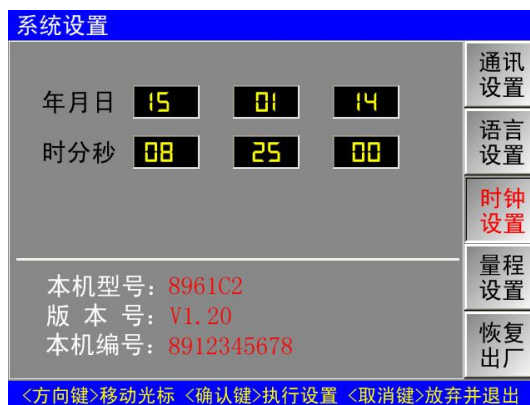 系统设置
年月日 15 01 14
时分秒 08 25 00
本机型号：8961C2
版 本 号：V1.20
本机编号：8912345678
通讯
设置
语言
设置
时钟
设置
量程
设置
恢复
出厂
<方向键>移动光标 <确认键>执行设置 <取消键>放弃并退出